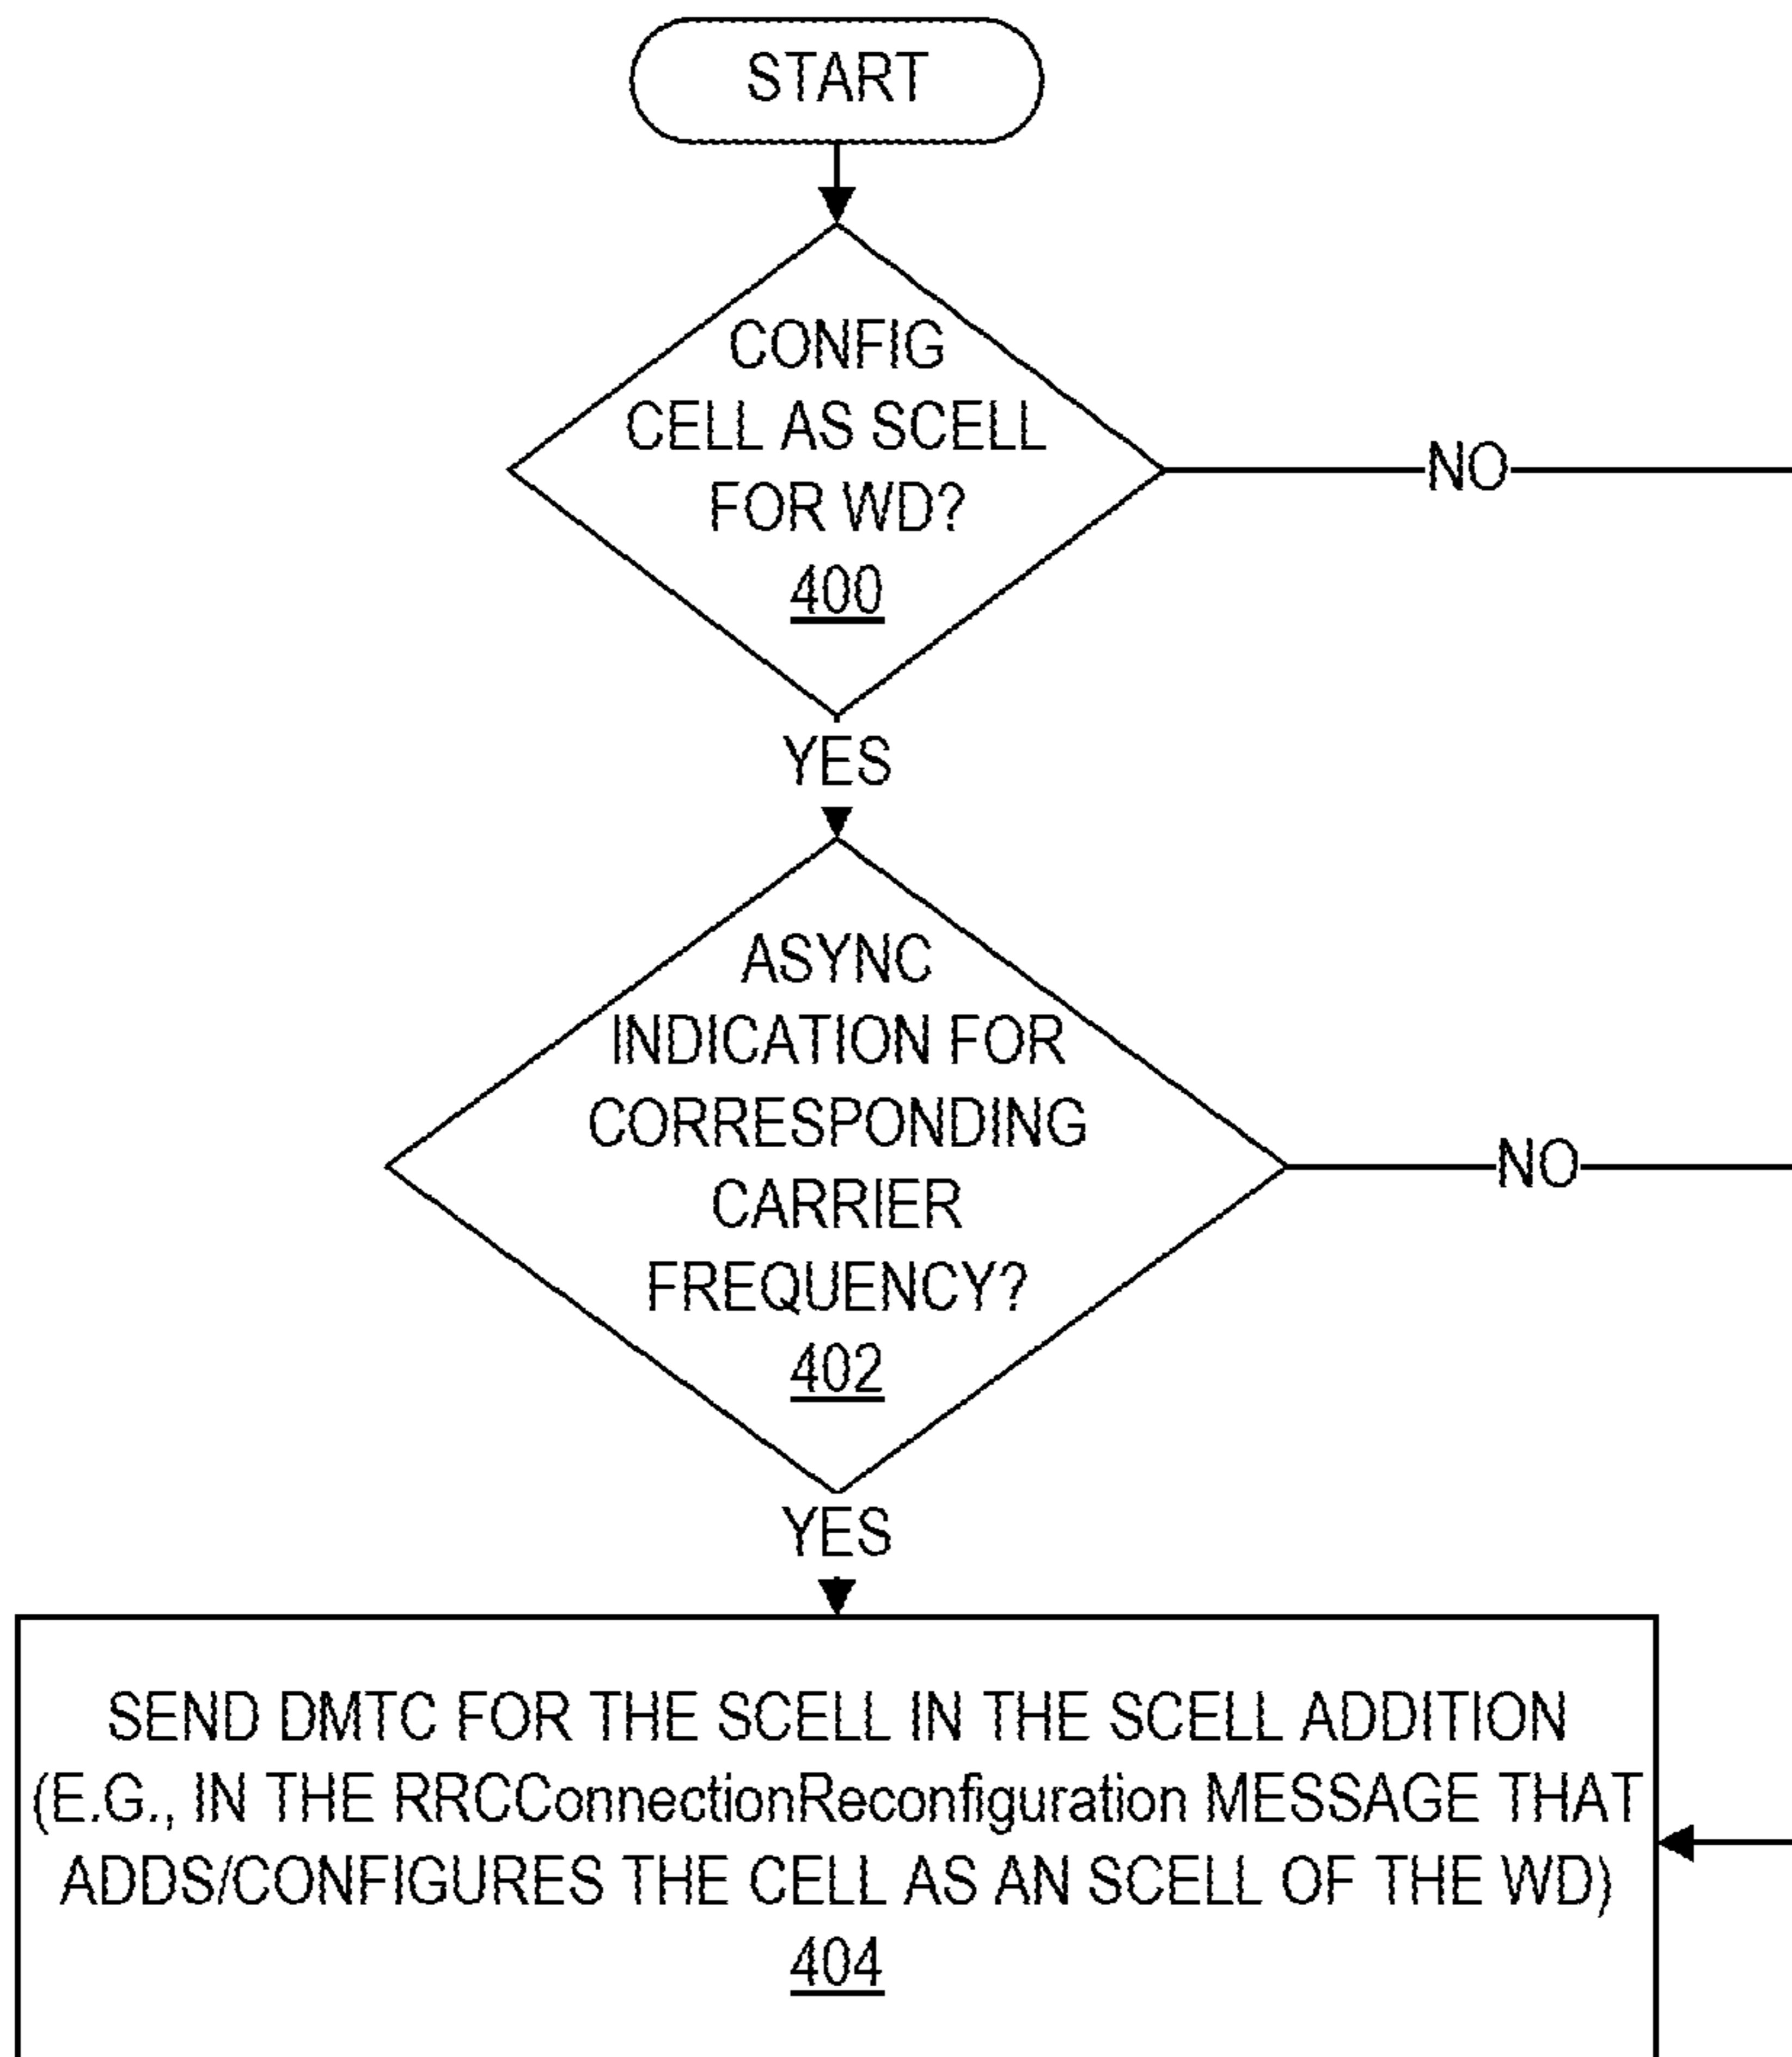 START
CONFIG
CELL AS SCELL
FOR WD?
400
NO
YES
ASYNC
INDICATION FOR
CORRESPONDING
CARRIER
FREQUENCY?
402
NO
YES
SEND DMTC FOR THE SCELL IN THE SCELL ADDITION
(E.G., IN THE RRCConnectionReconfiguration MESSAGE THAT
ADDS/CONFIGURES THE CELL AS AN SCELL OF THE WD)
404